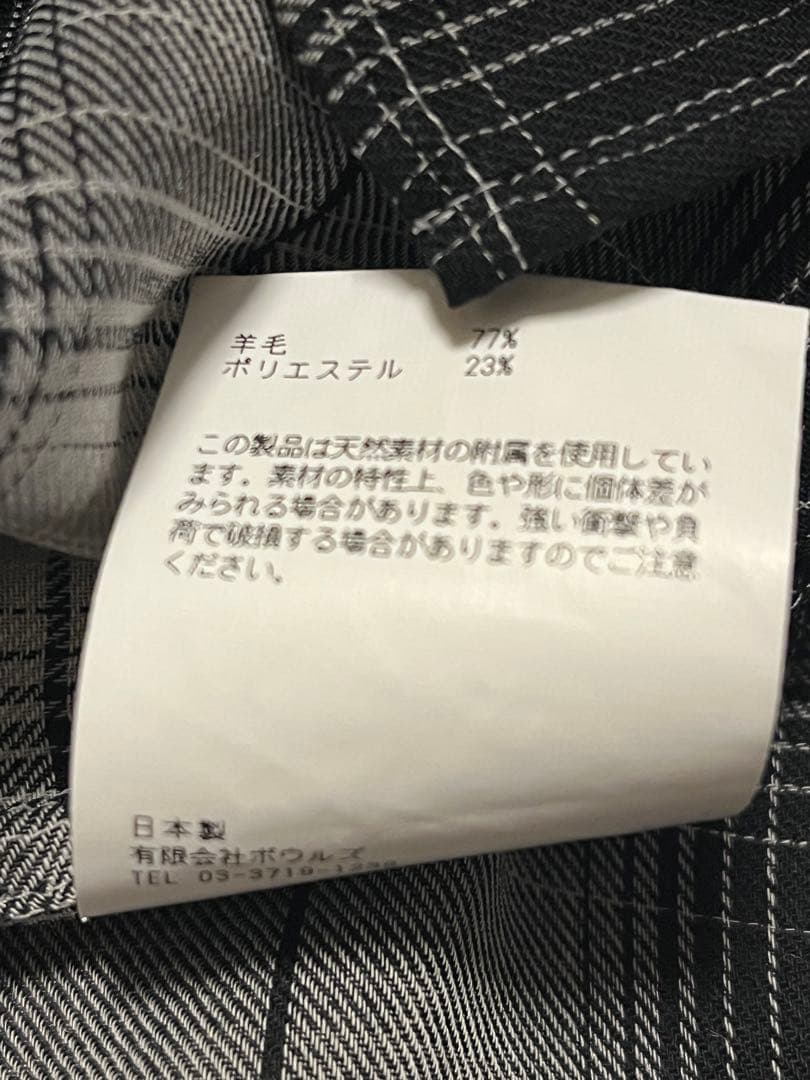 羊毛 77%
ポリエステル 23%
この製品は天然素材の附属を使用してい
ます。素材の特性上、色や形に個体差が
みられる場合があります。強い衝撃や負
荷で破損する場合がありますのでご注意
ください。
日本製
有限会社ボウルズ
TEL 03-3719-1239